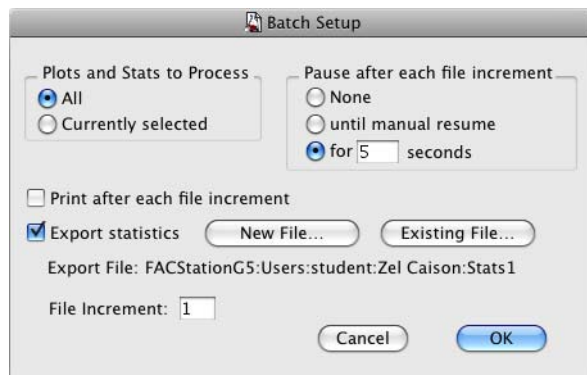 Batch Setup
Plots and Stats to Process
All
Currently selected
Pause after each file increment
None
until manual resume
for 5 seconds
Print after each file increment
Export statistics New File... Existing File...
Export File: FACStationG5:Users:student:Zel Caison:Stats1
File Increment: 1
Cancel OK